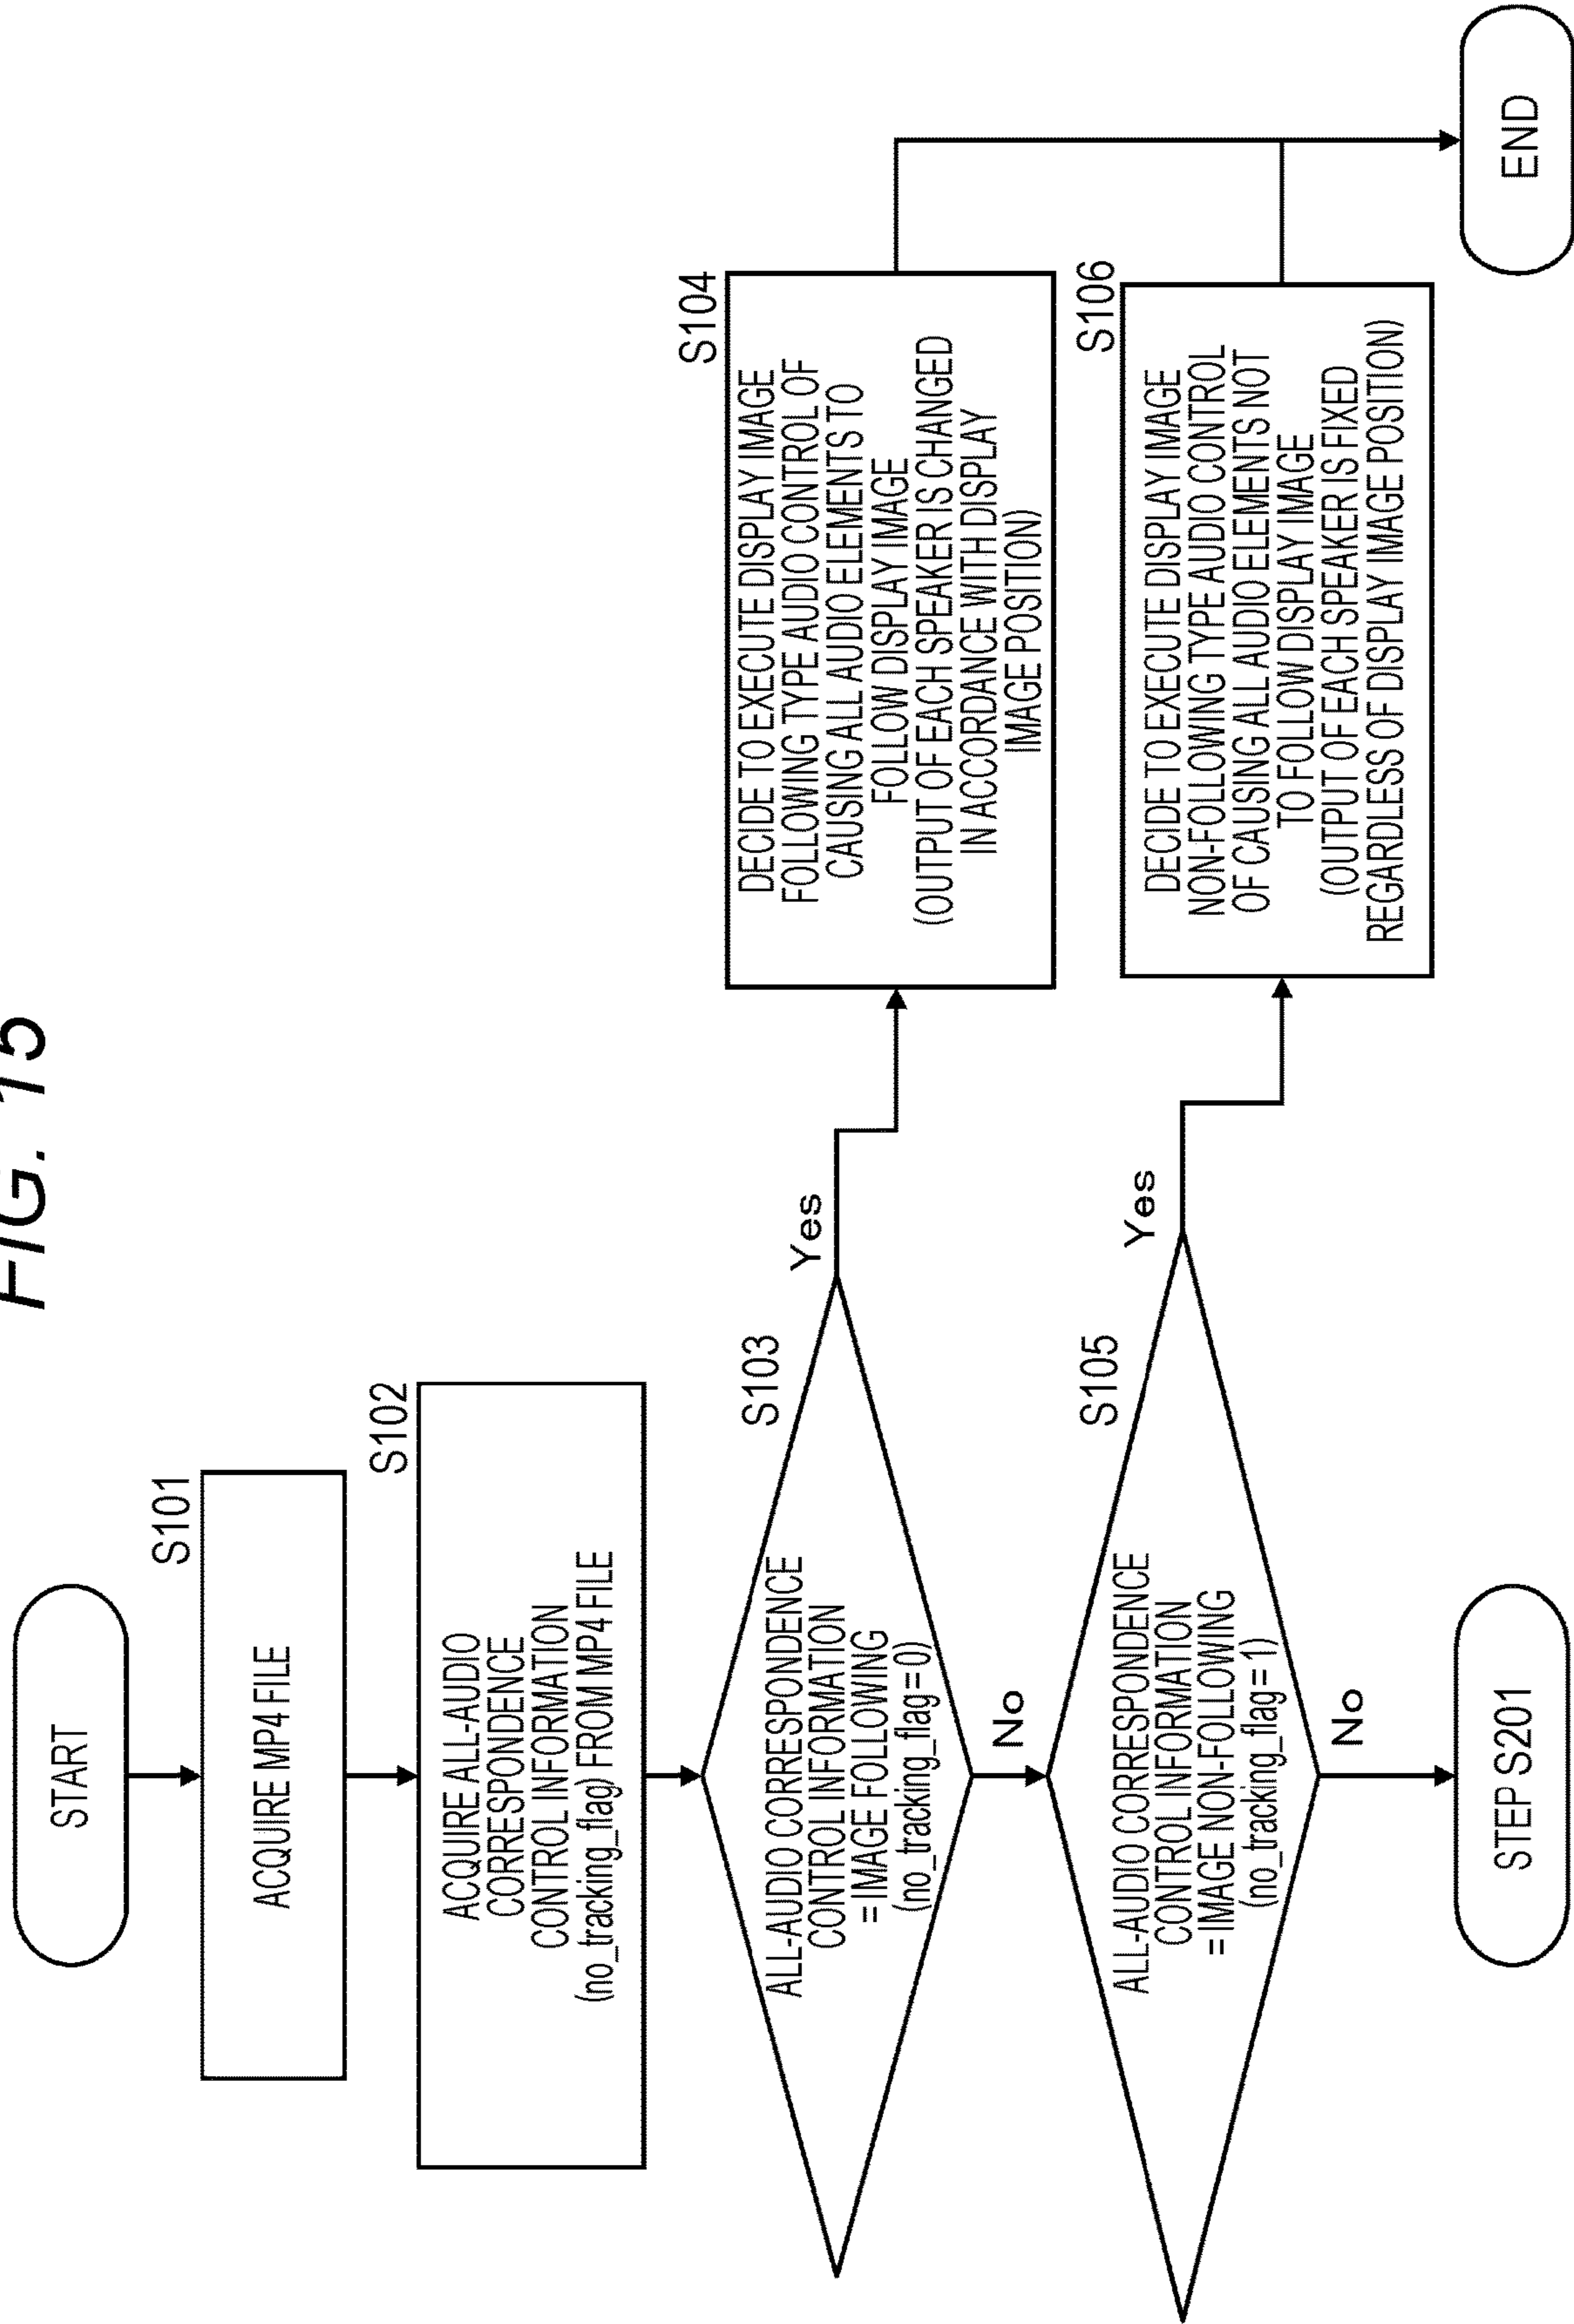 FIG. 15
START
S101
ACQUIRE MP4 FILE
S102
ACQUIRE ALL-AUDIO
CORRESPONDENCE
CONTROL INFORMATION
(no_tracking_flag) FROM MP4 FILE
S103
ALL-AUDIO CORRESPONDENCE
CONTROL INFORMATION
= IMAGE FOLLOWING
(no_tracking_flag = 0)
Yes
No
S104
DECIDE TO EXECUTE DISPLAY IMAGE
FOLLOWING TYPE AUDIO CONTROL OF
CAUSING ALL AUDIO ELEMENTS TO
FOLLOW DISPLAY IMAGE
(OUTPUT OF EACH SPEAKER IS CHANGED
IN ACCORDANCE WITH DISPLAY
IMAGE POSITION)
S105
ALL-AUDIO CORRESPONDENCE
CONTROL INFORMATION
= IMAGE NON-FOLLOWING
(no_tracking_flag = 1)
Yes
No
S106
DECIDE TO EXECUTE DISPLAY IMAGE
NON-FOLLOWING TYPE AUDIO CONTROL
OF CAUSING ALL AUDIO ELEMENTS NOT
TO FOLLOW DISPLAY IMAGE
(OUTPUT OF EACH SPEAKER IS FIXED
REGARDLESS OF DISPLAY IMAGE POSITION)
STEP S201
END